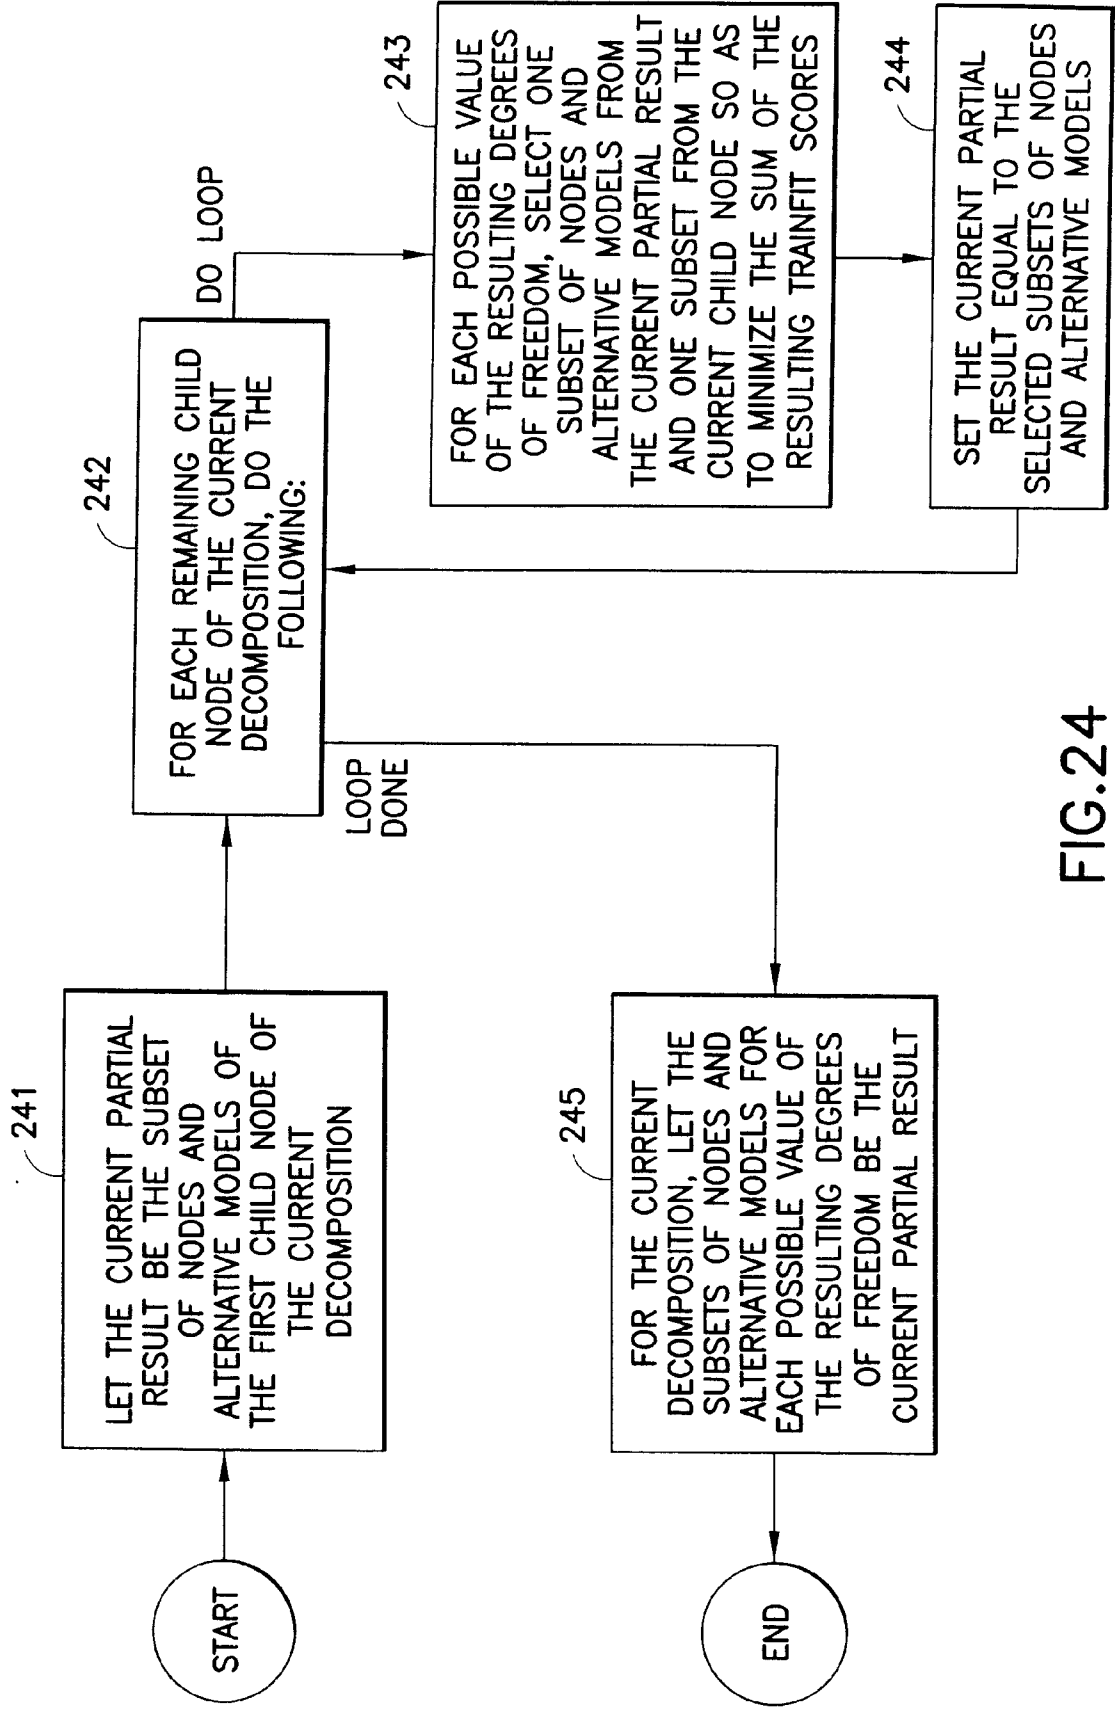 START
241
LET THE CURRENT PARTIAL
RESULT BE THE SUBSET
OF NODES AND
ALTERNATIVE MODELS OF
THE FIRST CHILD NODE OF
THE CURRENT
DECOMPOSITION
242
FOR EACH REMAINING CHILD
NODE OF THE CURRENT
DECOMPOSITION, DO THE
FOLLOWING:
DO LOOP
243
FOR EACH POSSIBLE VALUE
OF THE RESULTING DEGREES
OF FREEDOM, SELECT ONE
SUBSET OF NODES AND
ALTERNATIVE MODELS FROM
THE CURRENT PARTIAL RESULT
AND ONE SUBSET FROM THE
CURRENT CHILD NODE SO AS
TO MINIMIZE THE SUM OF THE
RESULTING TRAINFIT SCORES
244
SET THE CURRENT PARTIAL
RESULT EQUAL TO THE
SELECTED SUBSETS OF NODES
AND ALTERNATIVE MODELS
LOOP
DONE
245
FOR THE CURRENT
DECOMPOSITION, LET THE
SUBSETS OF NODES AND
ALTERNATIVE MODELS FOR
EACH POSSIBLE VALUE OF
THE RESULTING DEGREES
OF FREEDOM BE THE
CURRENT PARTIAL RESULT
END
FIG.24